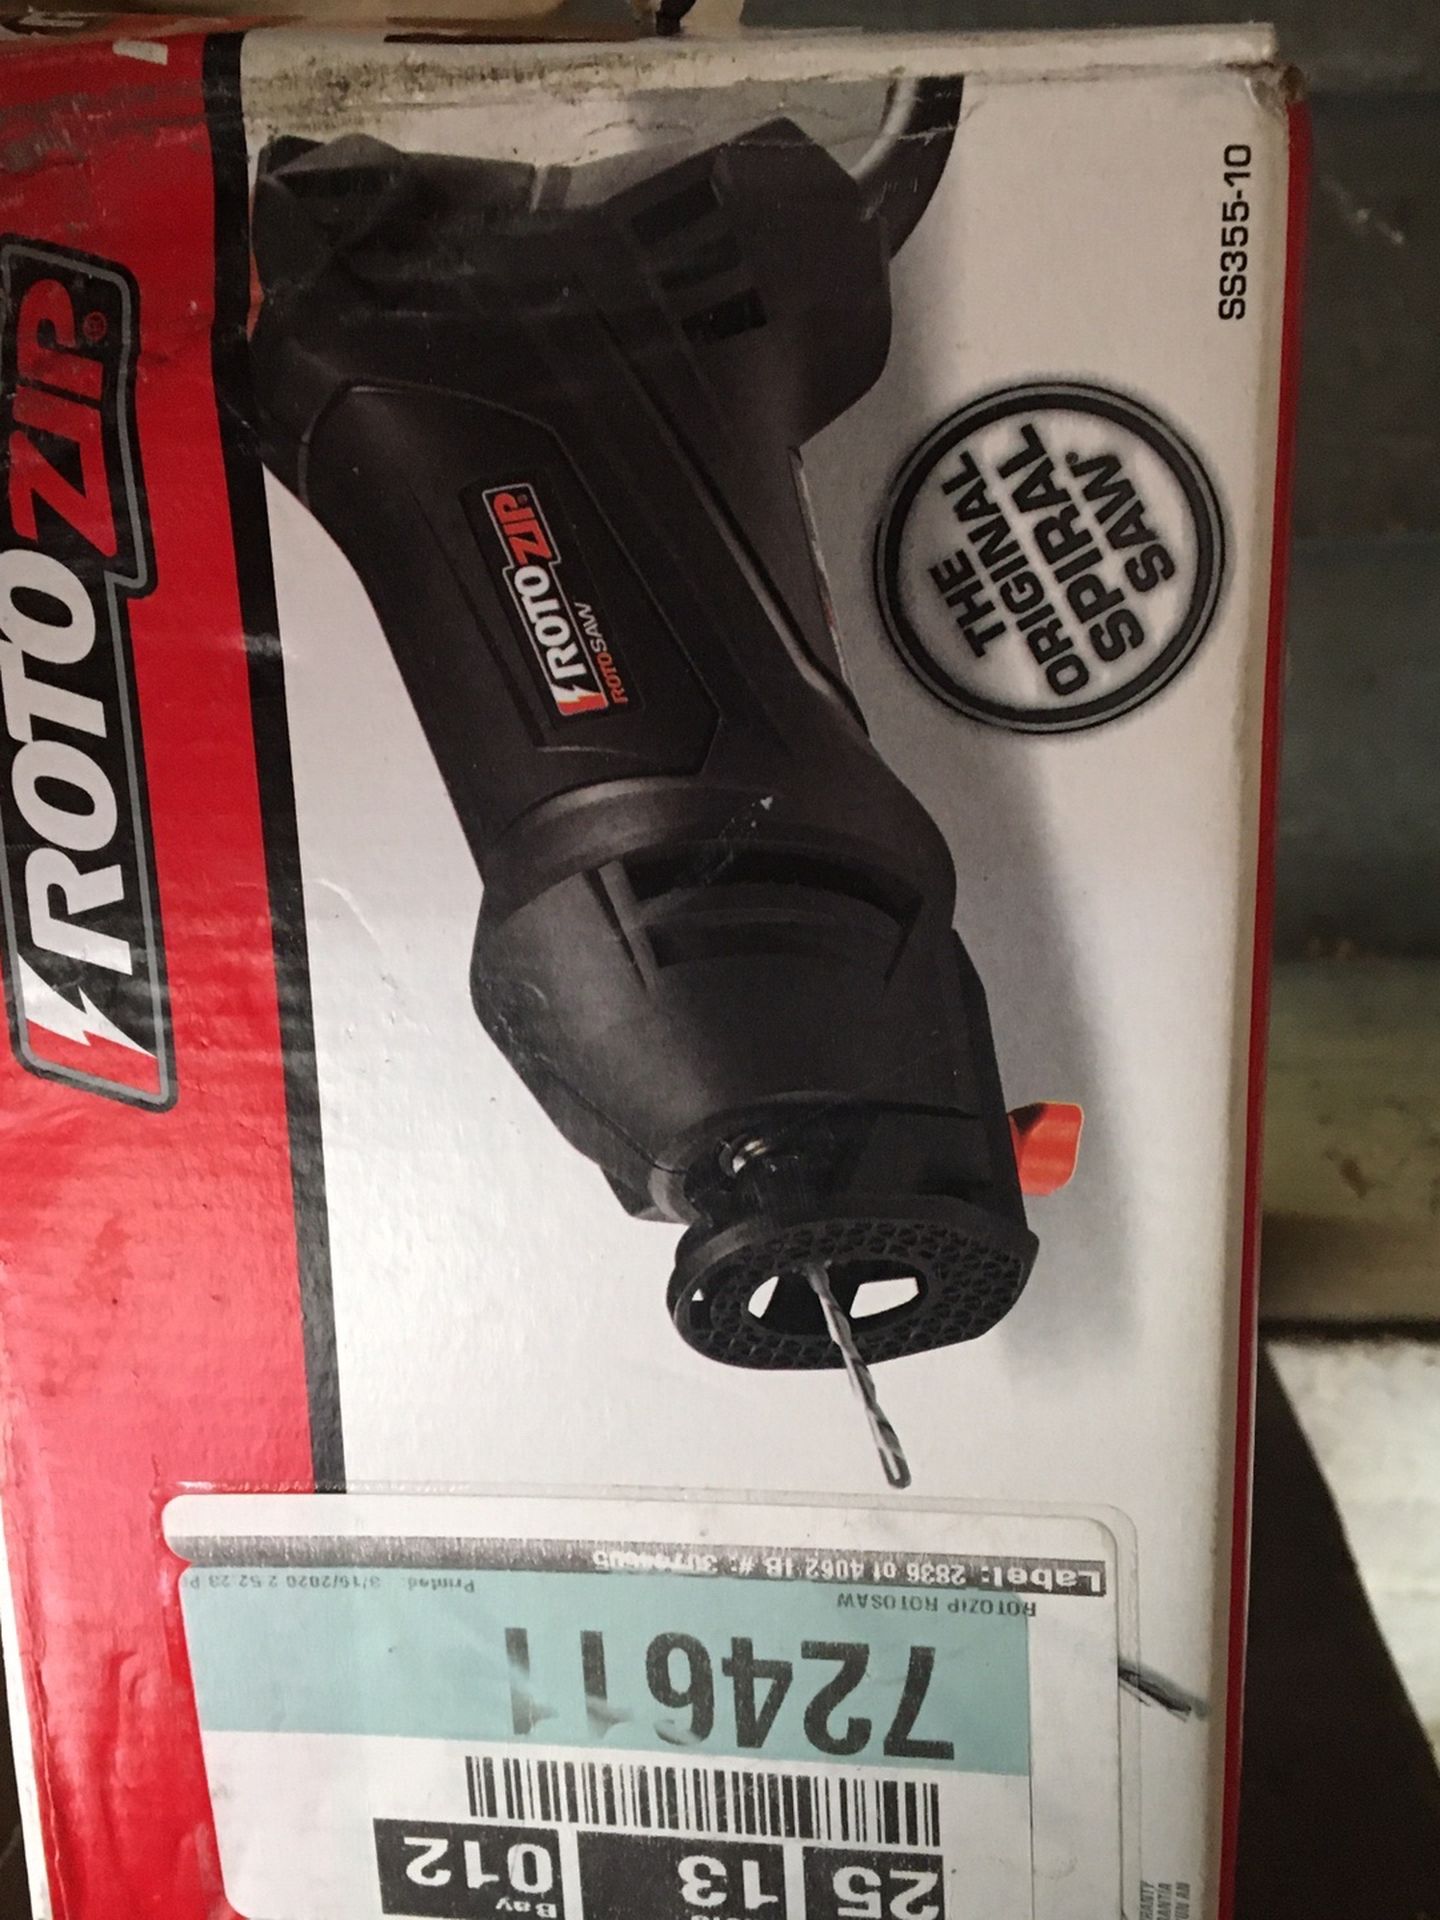 ROTOZIP®
SS355-10
THE
ORIGINAL
SPIRAL
SAW®
ROTOZIP
ROTOSAW
Label: 2836 of 4062 IB #:
Printed 3/16/2020 2 52 23 P
ROTOZIP ROTOSAW
724611
25
13
Bay
012